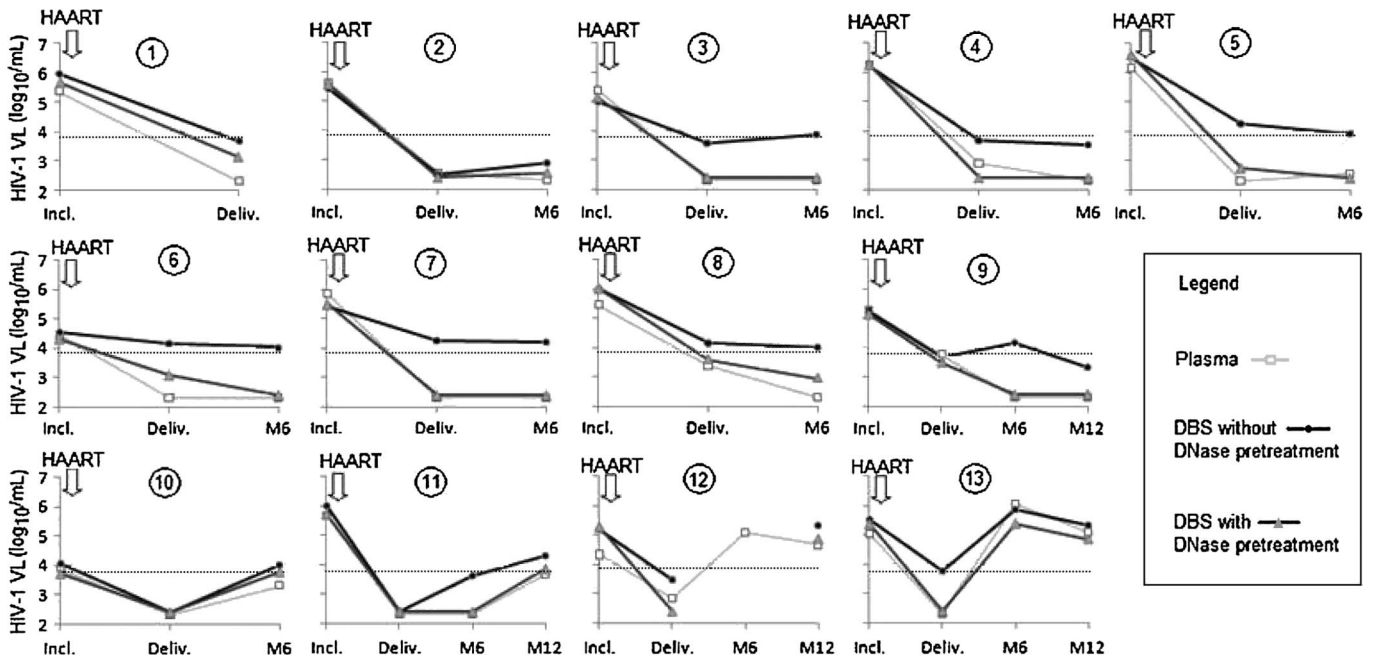 HAART HAART HAART HAART HAART
1 2 3 4 5
HIV-1 VL (log10/mL)
7
6
5
4
3
2
Incl. Deliv.
Incl. Deliv. M6
Incl. Deliv. M6
Incl. Deliv. M6
Incl. Deliv. M6
HAART HAART HAART HAART
6 7 8 9
HIV-1 VL (log10/mL)
7
6
5
4
3
2
Incl. Deliv. M6
Incl. Deliv. M6
Incl. Deliv. M6
Incl. Deliv. M6 M12
HAART HAART HAART HAART
10 11 12 13
HIV-1 VL (log10/mL)
7
6
5
4
3
2
Incl. Deliv. M6
Incl. Deliv. M6 M12
Incl. Deliv. M6 M12
Incl. Deliv. M6 M12
Legend
Plasma
DBS without
DNase pretreatment
DBS with
DNase pretreatment